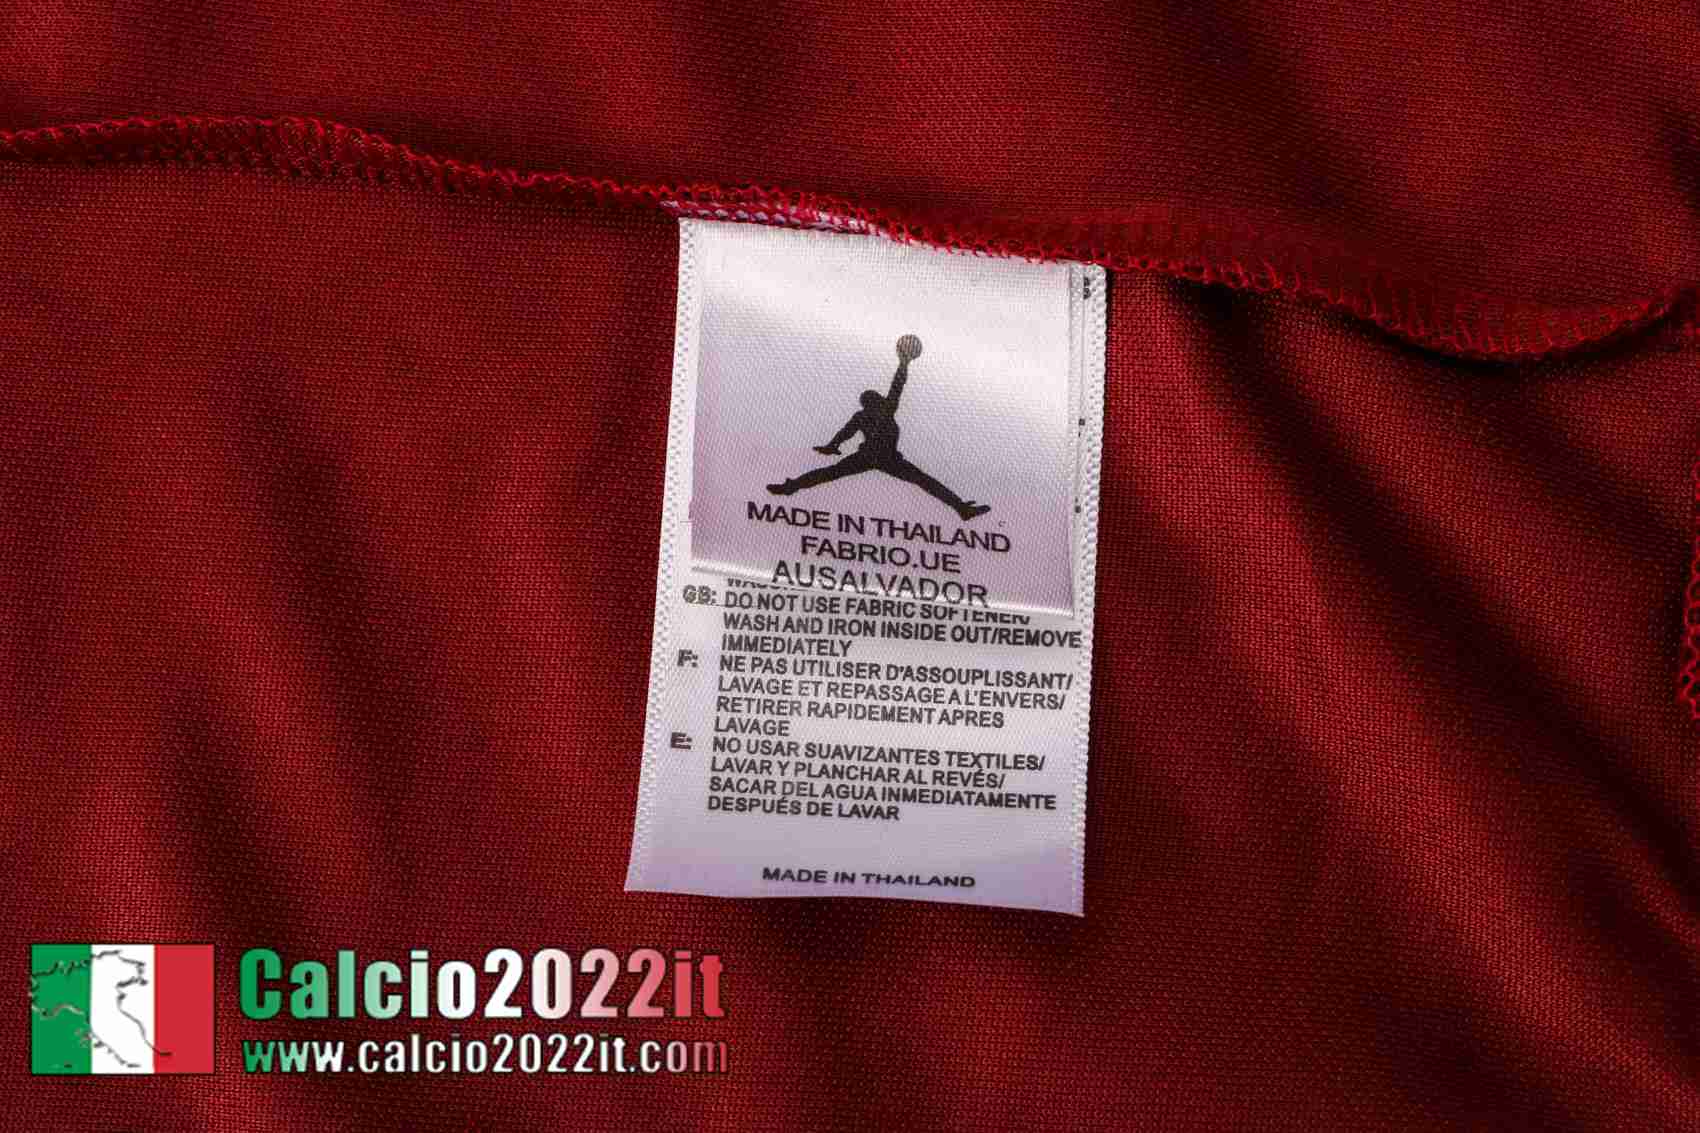 MADE IN THAILAND
FABRIO.UE
AUSALVADOR
GB: DO NOT USE FABRIC SOFTENER/
WASH AND IRON INSIDE OUT/REMOVE
IMMEDIATELY
F: NE PAS UTILISER D'ASSOUPLISSANT/
LAVAGE ET REPASSAGE A L'ENVERS/
RETIRER RAPIDEMENT APRES
LAVAGE
E: NO USAR SUAVIZANTES TEXTILES/
LAVAR Y PLANCHAR AL REVÉS/
SACAR DEL AGUA INMEDIATAMENTE
DESPUÉS DE LAVAR
MADE IN THAILAND
Calcio2022it
www.calcio2022it.com